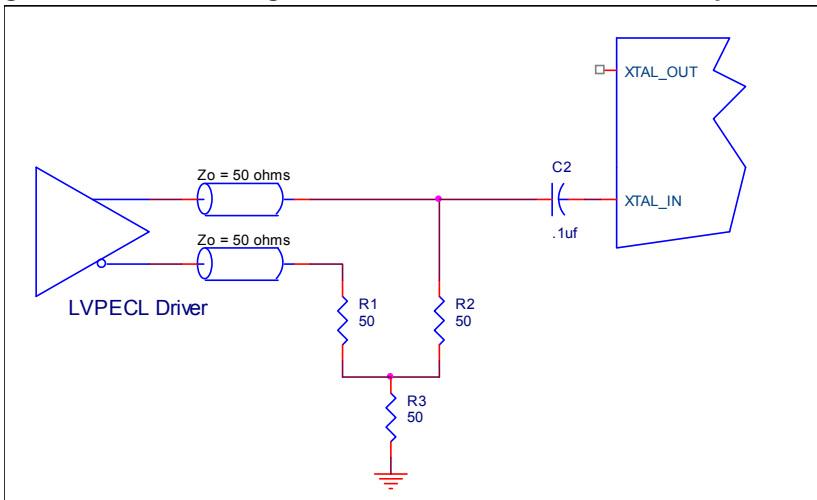 XTAL_OUT
Zo = 50 ohms
C2
XTAL_IN
.1uf
Zo = 50 ohms
LVPECL Driver
R1
50
R2
50
R3
50